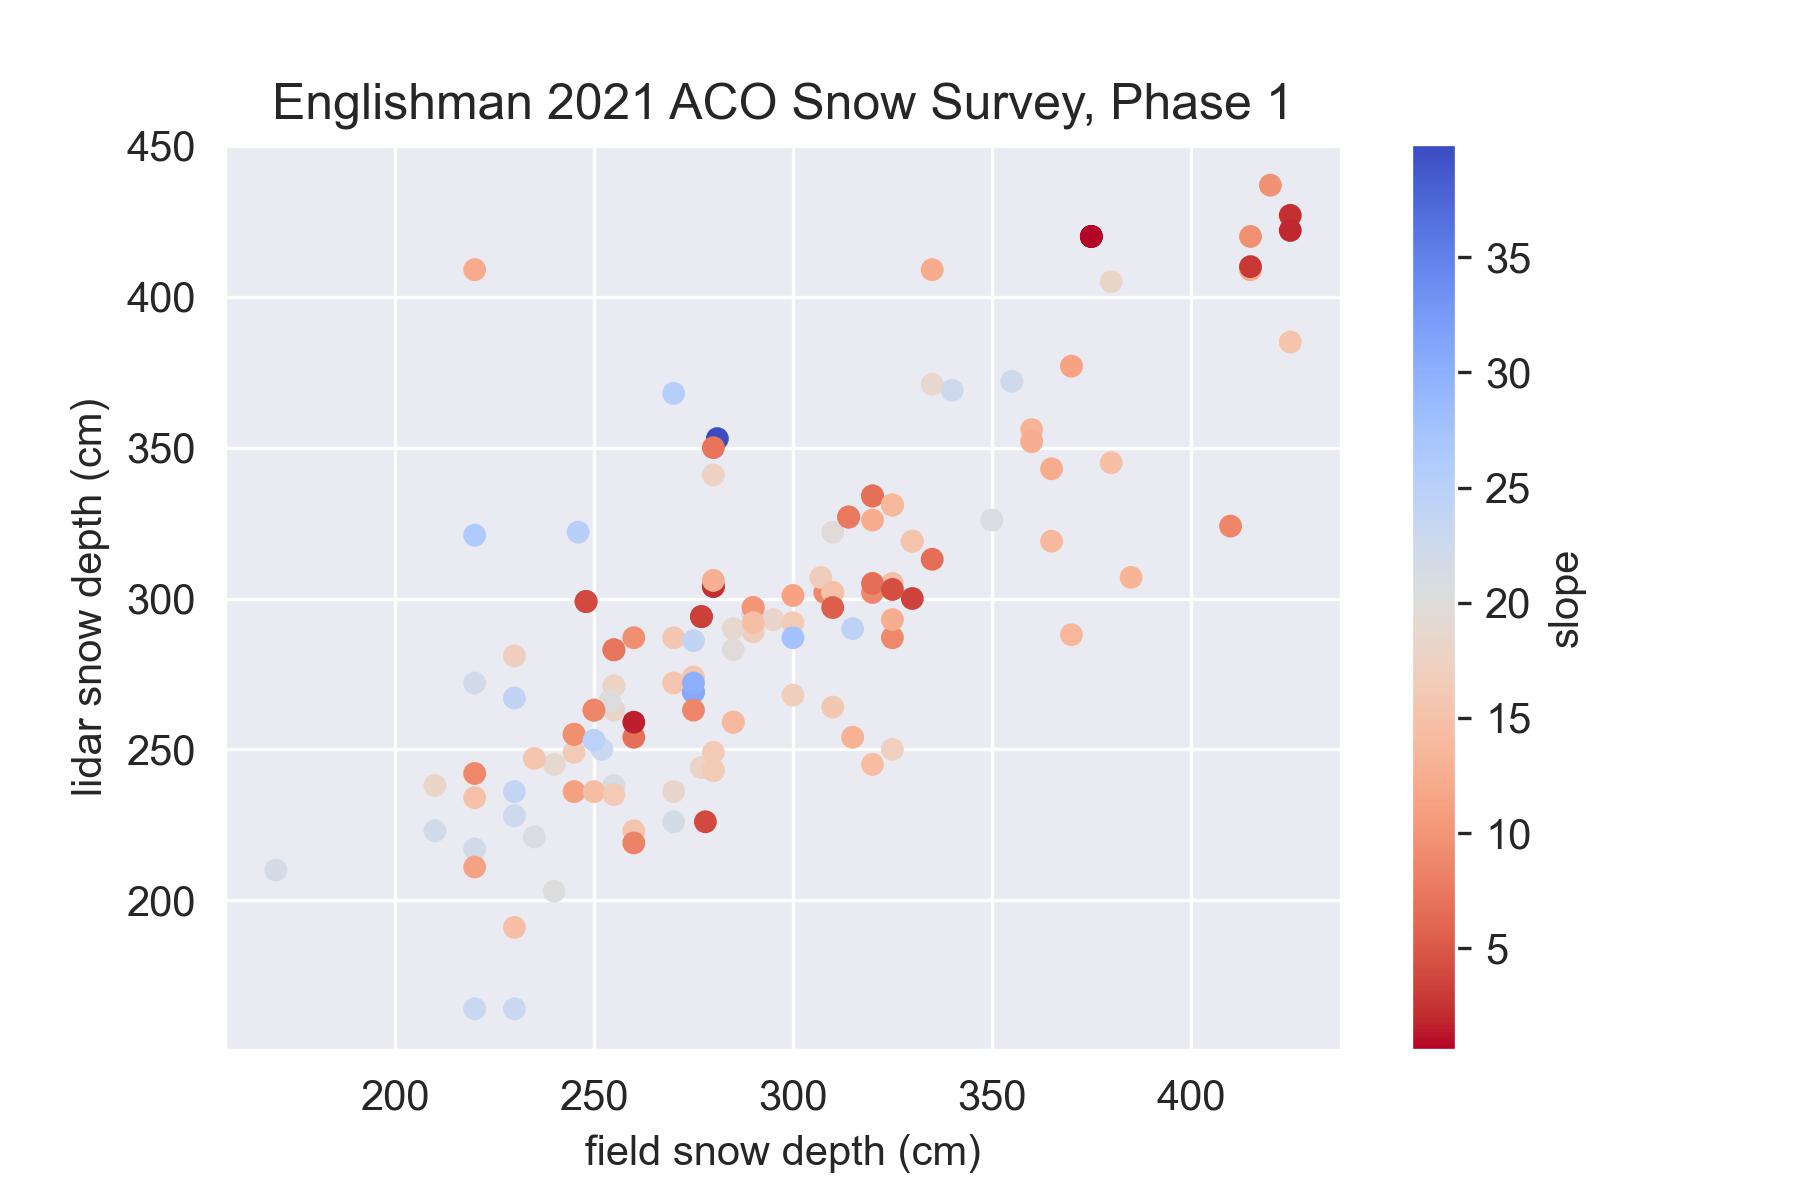 Englishman 2021 ACO Snow Survey, Phase 1
450
400
350
300
250
200
lidar snow depth (cm)
200 250 300 350 400
field snow depth (cm)
35
30
25
20
15
10
5
slope